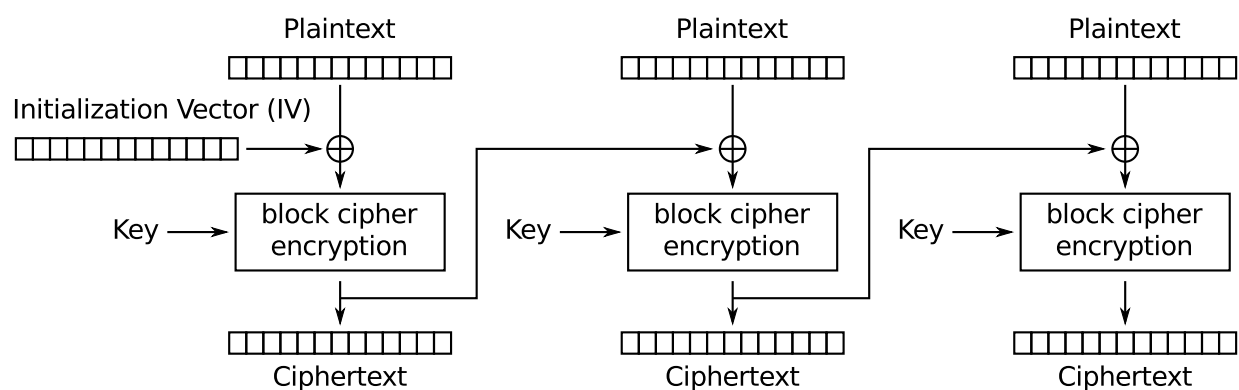 Plaintext
Plaintext
Plaintext
Initialization Vector (IV)
Key
block cipher
encryption
Key
block cipher
encryption
Key
block cipher
encryption
Ciphertext
Ciphertext
Ciphertext